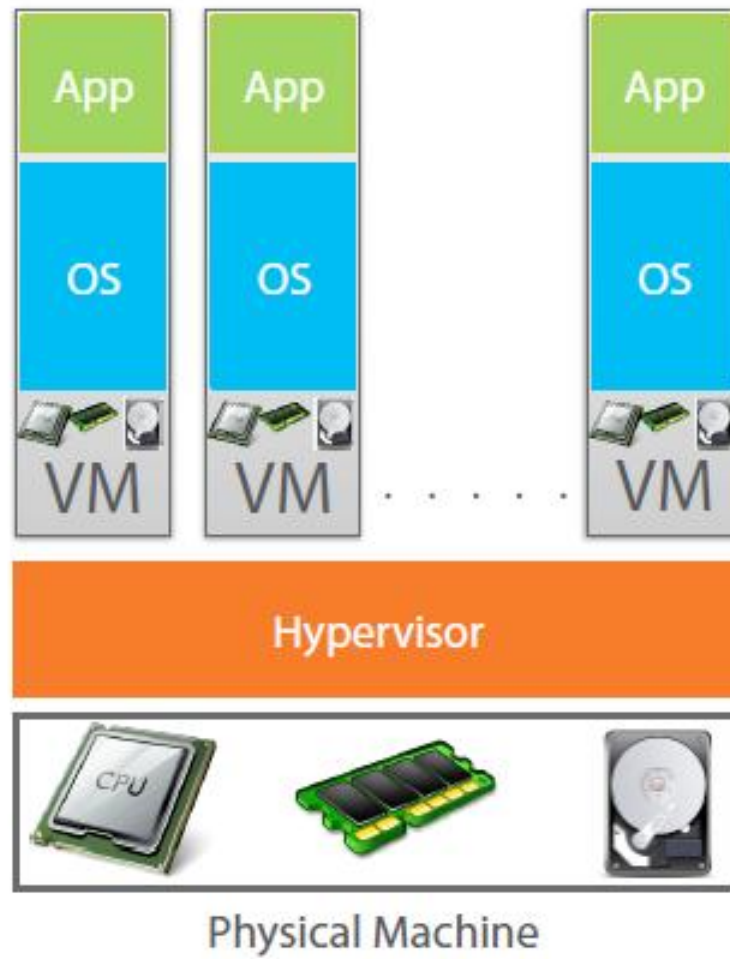 App App App
OS OS OS
VM VM . . . . . VM
Hypervisor
CPU
Physical Machine